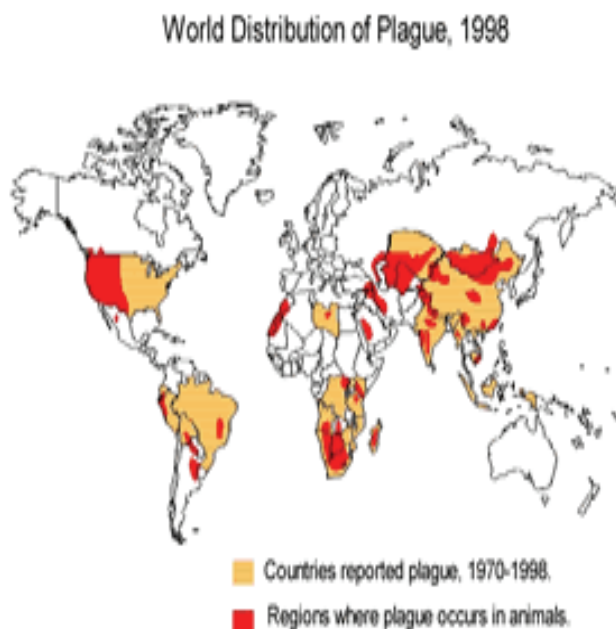 World Distribution of Plague, 1998
Countries reported plague, 1970-1998.
Regions where plague occurs in animals.